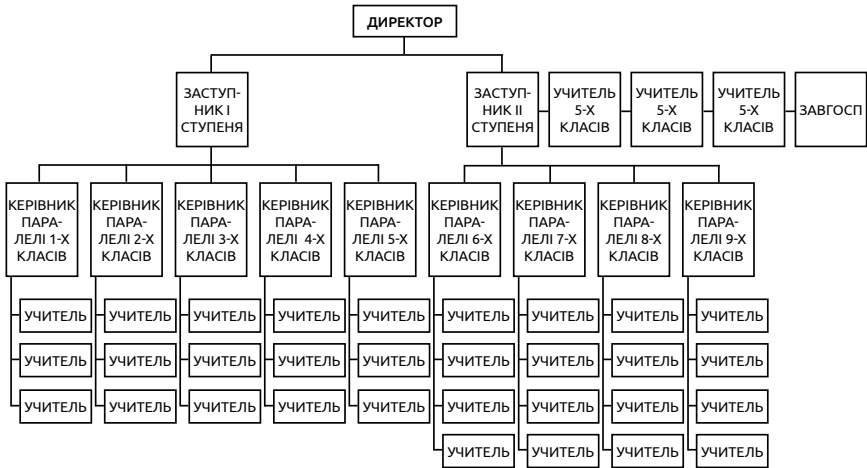 ДИРЕКТОР
ЗАСТУП-
НИК І
СТУПЕНЯ
ЗАСТУП-
НИК ІІ
СТУПЕНЯ
УЧИТЕЛЬ
5-Х
КЛАСІВ
УЧИТЕЛЬ
5-Х
КЛАСІВ
УЧИТЕЛЬ
5-Х
КЛАСІВ
ЗАВГОСП
КЕРІВНИК
ПАРА-
ЛЕЛІ 1-Х
КЛАСІВ
КЕРІВНИК
ПАРА-
ЛЕЛІ 2-Х
КЛАСІВ
КЕРІВНИК
ПАРА-
ЛЕЛІ 3-Х
КЛАСІВ
КЕРІВНИК
ПАРА-
ЛЕЛІ 4-Х
КЛАСІВ
КЕРІВНИК
ПАРА-
ЛЕЛІ 5-Х
КЛАСІВ
КЕРІВНИК
ПАРА-
ЛЕЛІ 6-Х
КЛАСІВ
КЕРІВНИК
ПАРА-
ЛЕЛІ 7-Х
КЛАСІВ
КЕРІВНИК
ПАРА-
ЛЕЛІ 8-Х
КЛАСІВ
КЕРІВНИК
ПАРА-
ЛЕЛІ 9-Х
КЛАСІВ
УЧИТЕЛЬ УЧИТЕЛЬ УЧИТЕЛЬ УЧИТЕЛЬ УЧИТЕЛЬ УЧИТЕЛЬ УЧИТЕЛЬ УЧИТЕЛЬ УЧИТЕЛЬ
УЧИТЕЛЬ УЧИТЕЛЬ УЧИТЕЛЬ УЧИТЕЛЬ УЧИТЕЛЬ УЧИТЕЛЬ УЧИТЕЛЬ УЧИТЕЛЬ УЧИТЕЛЬ
УЧИТЕЛЬ УЧИТЕЛЬ УЧИТЕЛЬ УЧИТЕЛЬ УЧИТЕЛЬ УЧИТЕЛЬ УЧИТЕЛЬ УЧИТЕЛЬ УЧИТЕЛЬ
УЧИТЕЛЬ УЧИТЕЛЬ УЧИТЕЛЬ УЧИТЕЛЬ